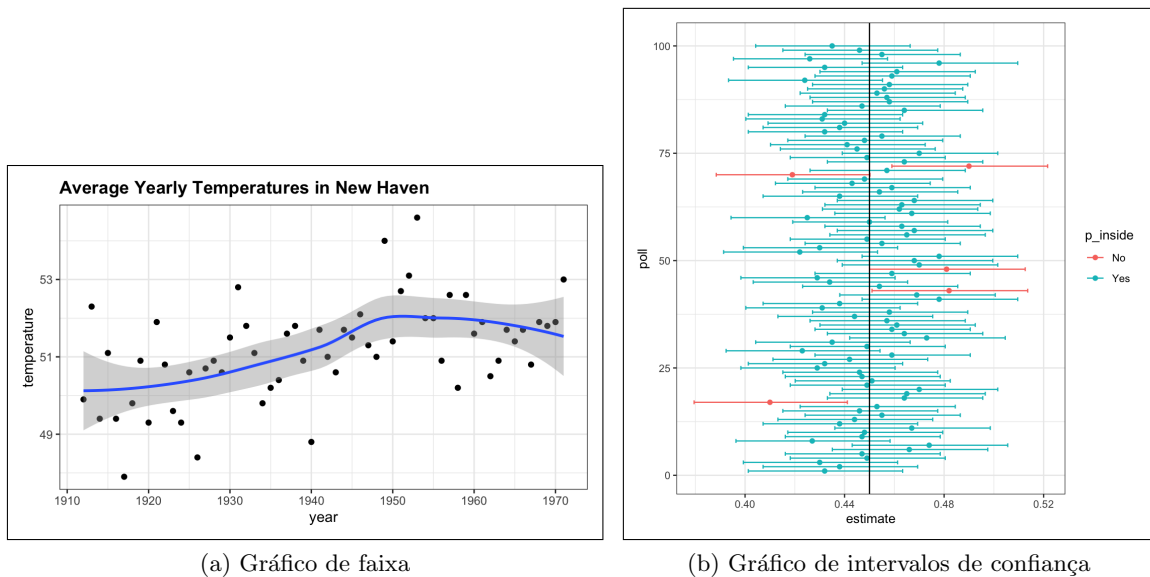 Average Yearly Temperatures in New Haven
temperature
53
51
49
1910 1920 1930 1940 1950 1960 1970
year
(a) Gráfico de faixa
poll
100
75
50
25
0
0.40 0.44 0.48 0.52
estimate
p_inside
No
Yes
(b) Gráfico de intervalos de confiança